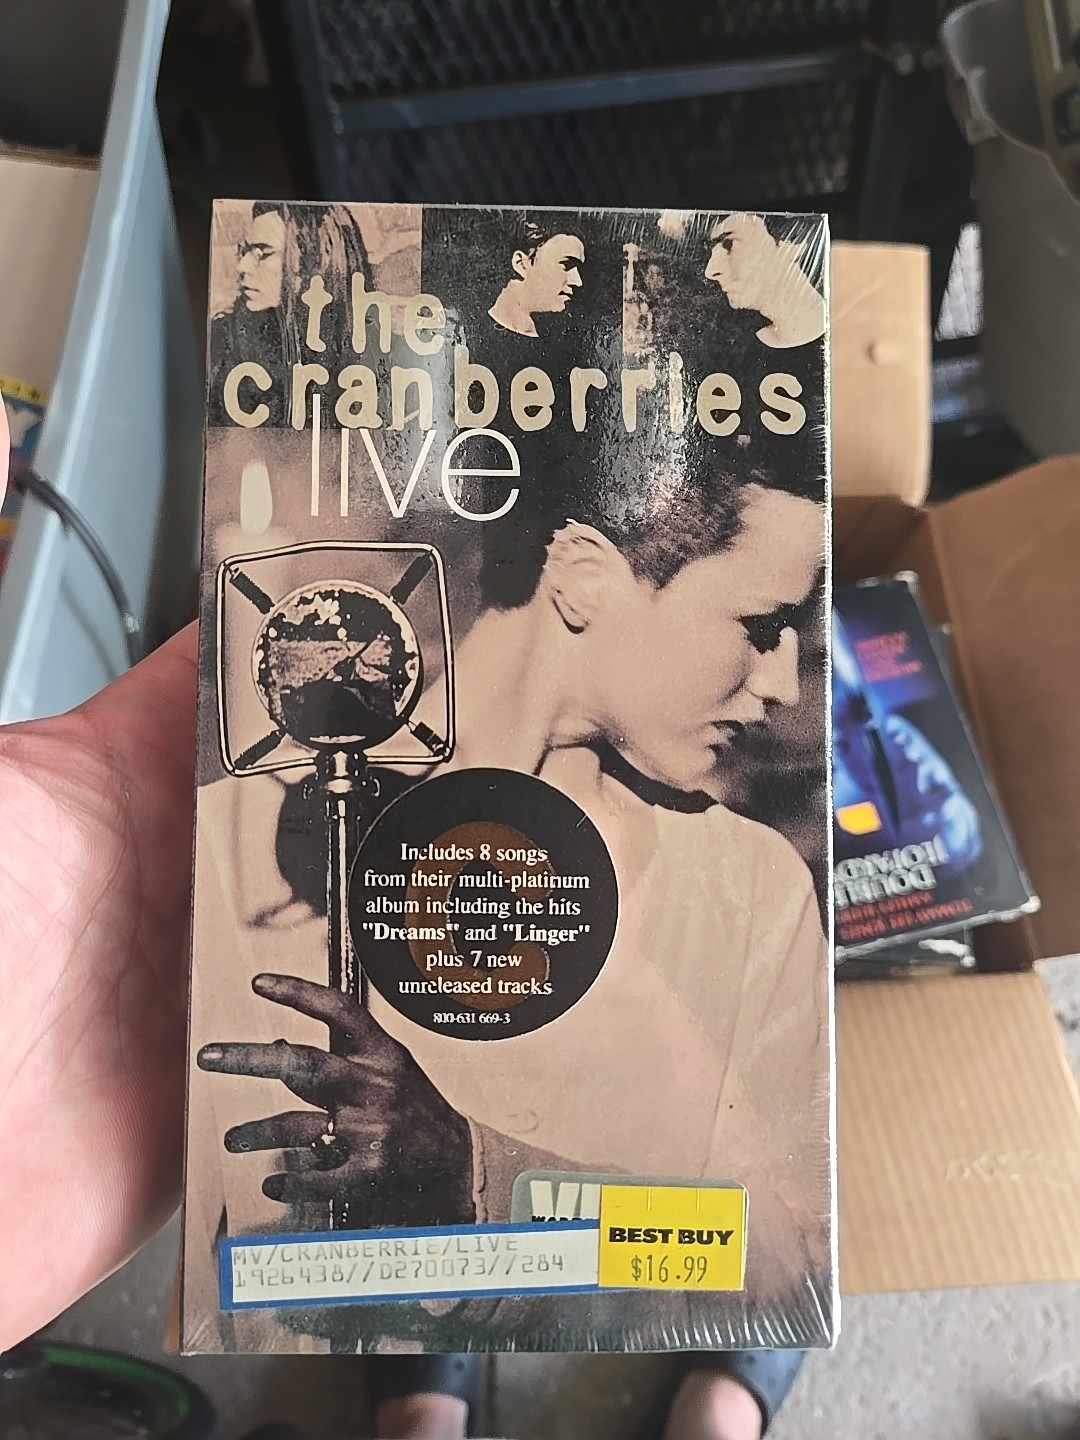 the
cranberries
live
Includes 8 songs
from their multi-platinum
album including the hits
"Dreams" and "Linger"
plus 7 new
unreleased tracks
800-631 669-3
BEST BUY
$16.99
MV/CRANBERRIE/LIVE
1926438//D270073//284
DOUBLE